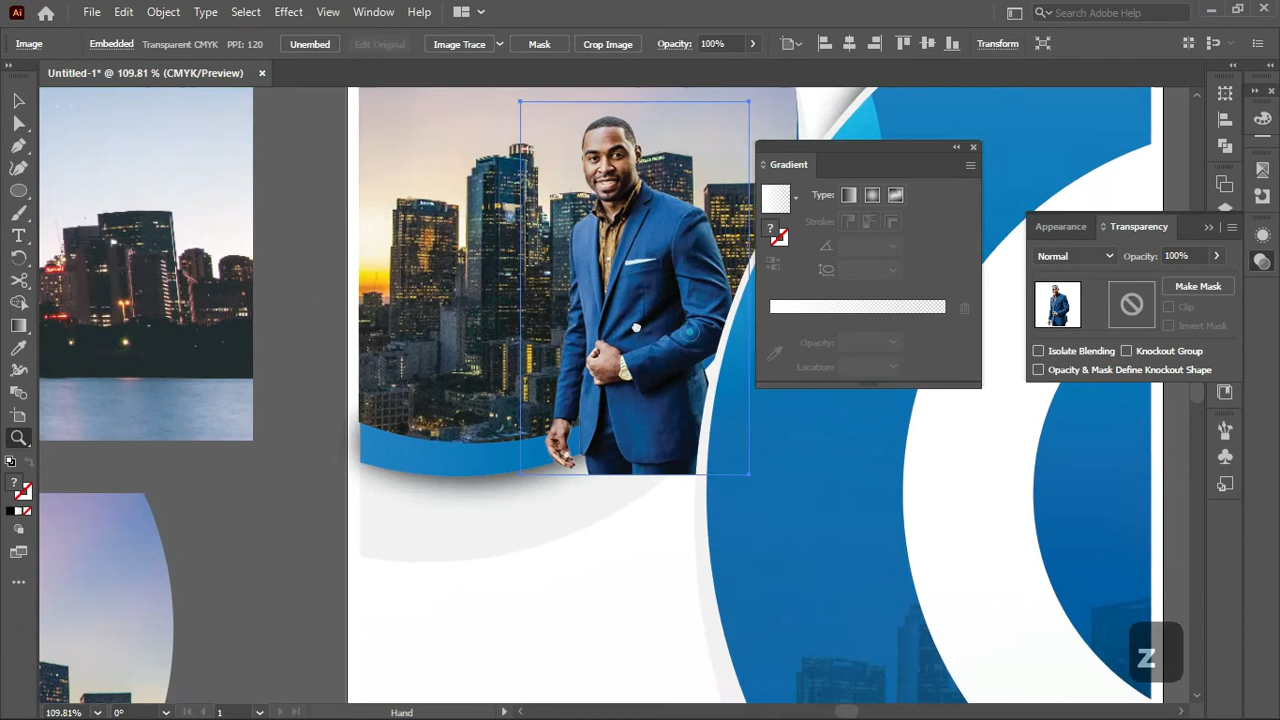 Ai File Edit Object Type Select Effect View Window Help Search Adobe Help
Image Embedded Transparent CMYK PPI: 120 Unembed Edit Original Image Trace Mask Crop Image Opacity: 100% Transform
Untitled-1* @ 109.81 % (CMYK/Preview)
Gradient
Type:
Stroke:
?
Opacity:
Location:
Appearance Transparency
Normal Opacity: 100%
Make Mask
Clip
Invert Mask
Isolate Blending Knockout Group
Opacity & Mask Define Knockout Shape
T
?
z
109.81% 0° 1 Hand